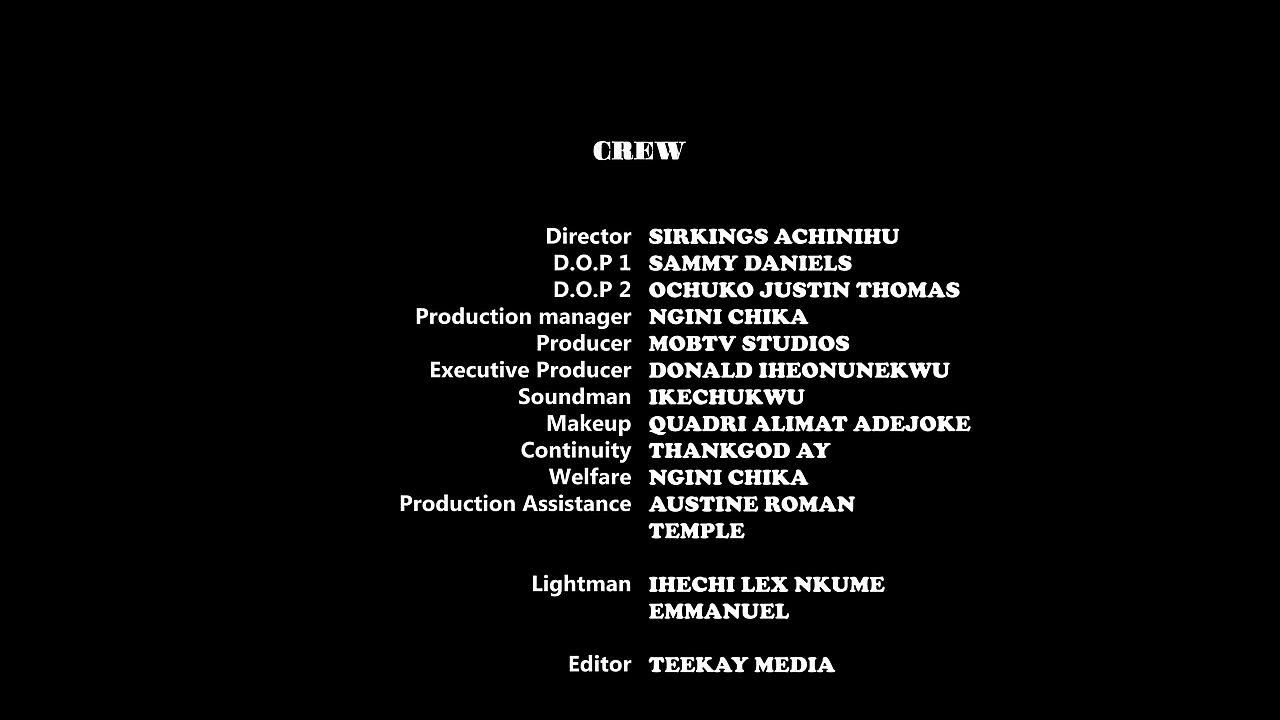 CREW
Director SIRKINGS ACHINIHU
D.O.P 1 SAMMY DANIELS
D.O.P 2 OCHUKO JUSTIN THOMAS
Production manager NGINI CHIKA
Producer MOBTV STUDIOS
Executive Producer DONALD IHEONUNEKWU
Soundman IKECHUKWU
Makeup QUADRI ALIMAT ADEJOKE
Continuity THANKGOD AY
Welfare NGINI CHIKA
Production Assistance AUSTINE ROMAN
TEMPLE
Lightman IHECHI LEX NKUME
EMMANUEL
Editor TEEKAY MEDIA